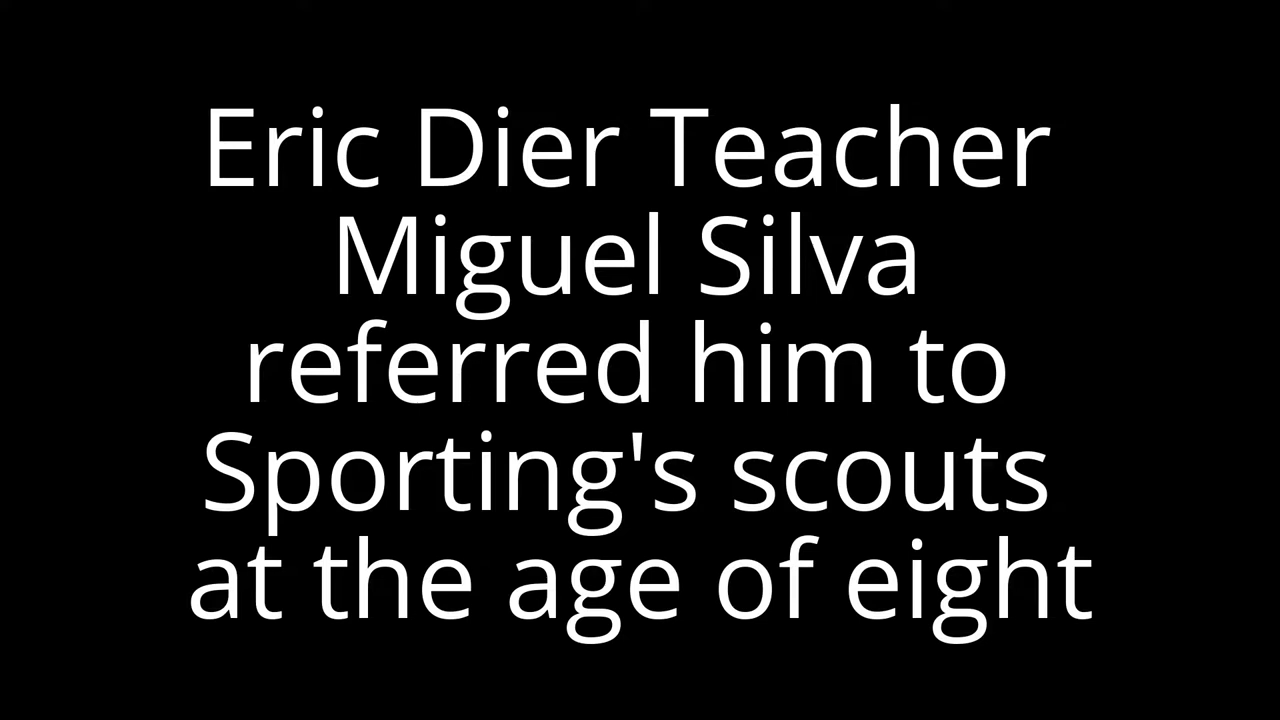 Eric Dier Teacher
Miguel Silva
referred him to
Sporting's scouts
at the age of eight